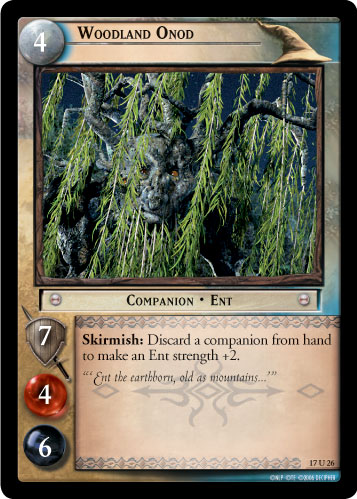 4
Woodland Onod
Companion • Ent
7
4
6
Skirmish: Discard a companion from hand
to make an Ent strength +2.
“‘Ent the earthborn, old as mountains...’”
17 U 26